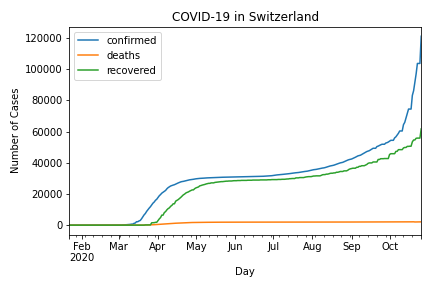 COVID-19 in Switzerland
confirmed
deaths
recovered
Number of Cases
120000
100000
80000
60000
40000
20000
0
Feb Mar Apr May Jun Jul Aug Sep Oct
2020
Day